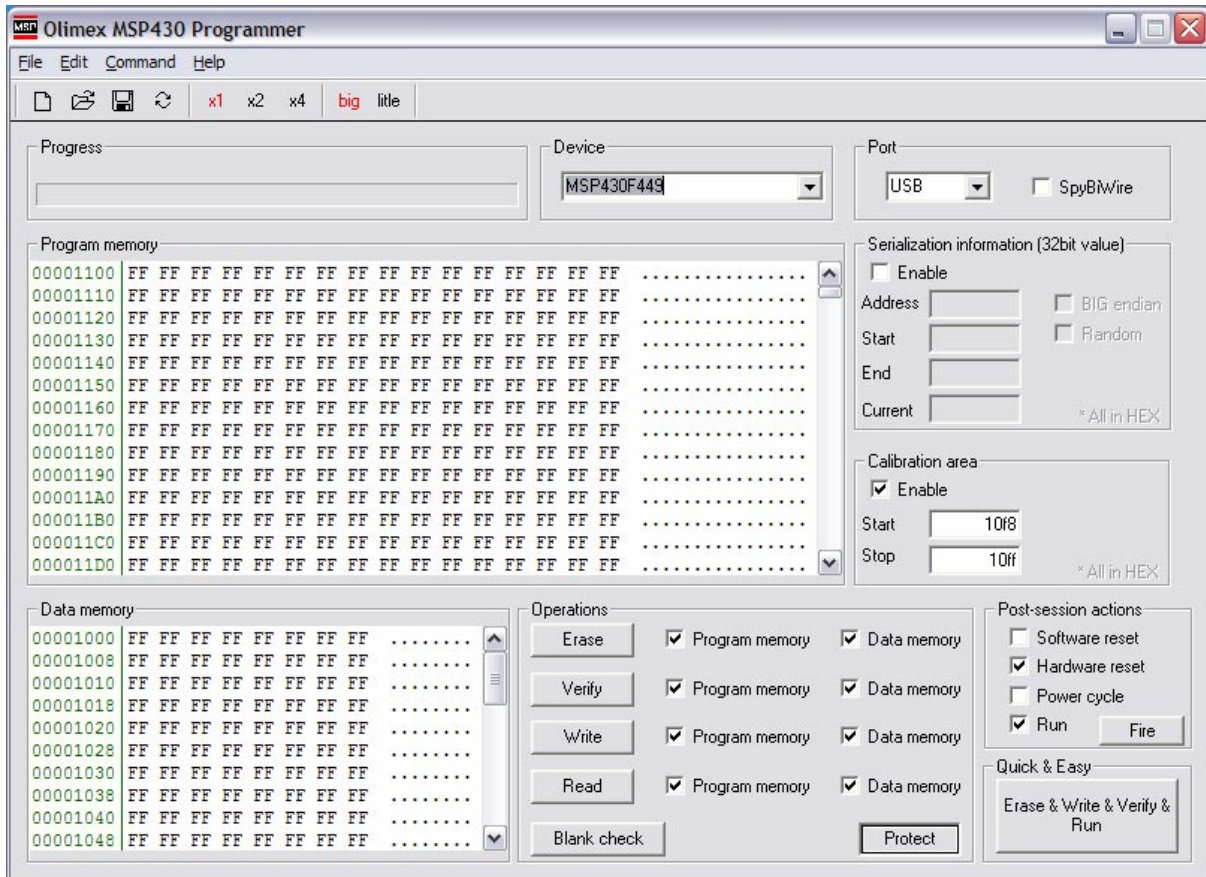 MSP Olimex MSP430 Programmer
File Edit Command Help
x1 x2 x4 big litle
Progress
Device
MSP430F449
Port
USB
SpyBiWire
Program memory
00001100 FF FF FF FF FF FF FF FF FF FF FF FF FF FF FF FF ................
00001110 FF FF FF FF FF FF FF FF FF FF FF FF FF FF FF FF ................
00001120 FF FF FF FF FF FF FF FF FF FF FF FF FF FF FF FF ................
00001130 FF FF FF FF FF FF FF FF FF FF FF FF FF FF FF FF ................
00001140 FF FF FF FF FF FF FF FF FF FF FF FF FF FF FF FF ................
00001150 FF FF FF FF FF FF FF FF FF FF FF FF FF FF FF FF ................
00001160 FF FF FF FF FF FF FF FF FF FF FF FF FF FF FF FF ................
00001170 FF FF FF FF FF FF FF FF FF FF FF FF FF FF FF FF ................
00001180 FF FF FF FF FF FF FF FF FF FF FF FF FF FF FF FF ................
00001190 FF FF FF FF FF FF FF FF FF FF FF FF FF FF FF FF ................
000011A0 FF FF FF FF FF FF FF FF FF FF FF FF FF FF FF FF ................
000011B0 FF FF FF FF FF FF FF FF FF FF FF FF FF FF FF FF ................
000011C0 FF FF FF FF FF FF FF FF FF FF FF FF FF FF FF FF ................
000011D0 FF FF FF FF FF FF FF FF FF FF FF FF FF FF FF FF ................
Serialization information (32bit value)
Enable
Address
BIG endian
Start
Random
End
Current
* All in HEX
Calibration area
Enable
Start 10f8
Stop 10ff
* All in HEX
Data memory
00001000 FF FF FF FF FF FF FF FF ........
00001008 FF FF FF FF FF FF FF FF ........
00001010 FF FF FF FF FF FF FF FF ........
00001018 FF FF FF FF FF FF FF FF ........
00001020 FF FF FF FF FF FF FF FF ........
00001028 FF FF FF FF FF FF FF FF ........
00001030 FF FF FF FF FF FF FF FF ........
00001038 FF FF FF FF FF FF FF FF ........
00001040 FF FF FF FF FF FF FF FF ........
00001048 FF FF FF FF FF FF FF FF ........
Operations
Erase Program memory Data memory
Verify Program memory Data memory
Write Program memory Data memory
Read Program memory Data memory
Blank check Protect
Post-session actions
Software reset
Hardware reset
Power cycle
Run Fire
Quick & Easy
Erase & Write & Verify &
Run